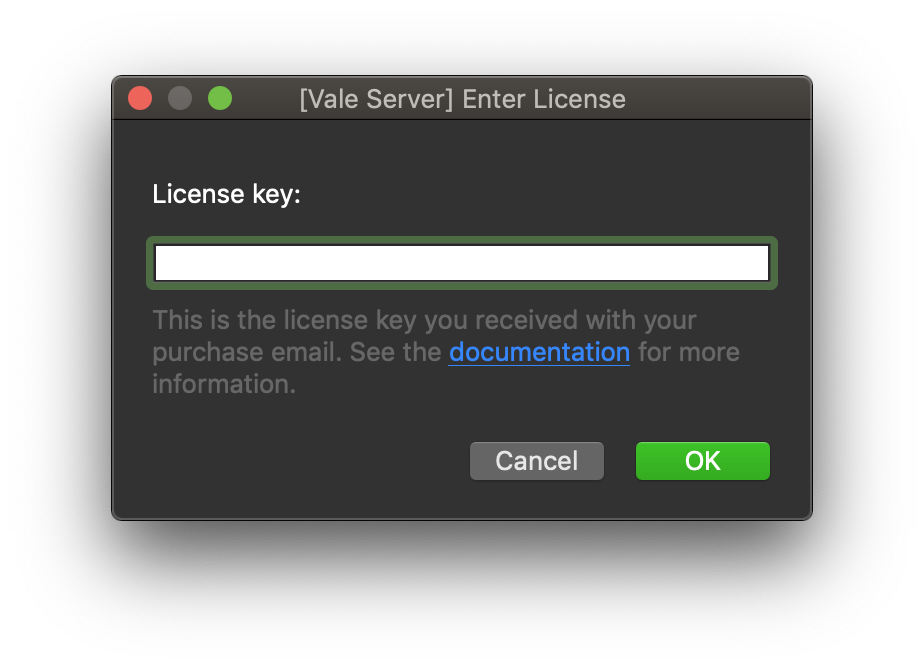 [Vale Server] Enter License
License key:
This is the license key you received with your
purchase email. See the documentation for more
information.
Cancel
OK